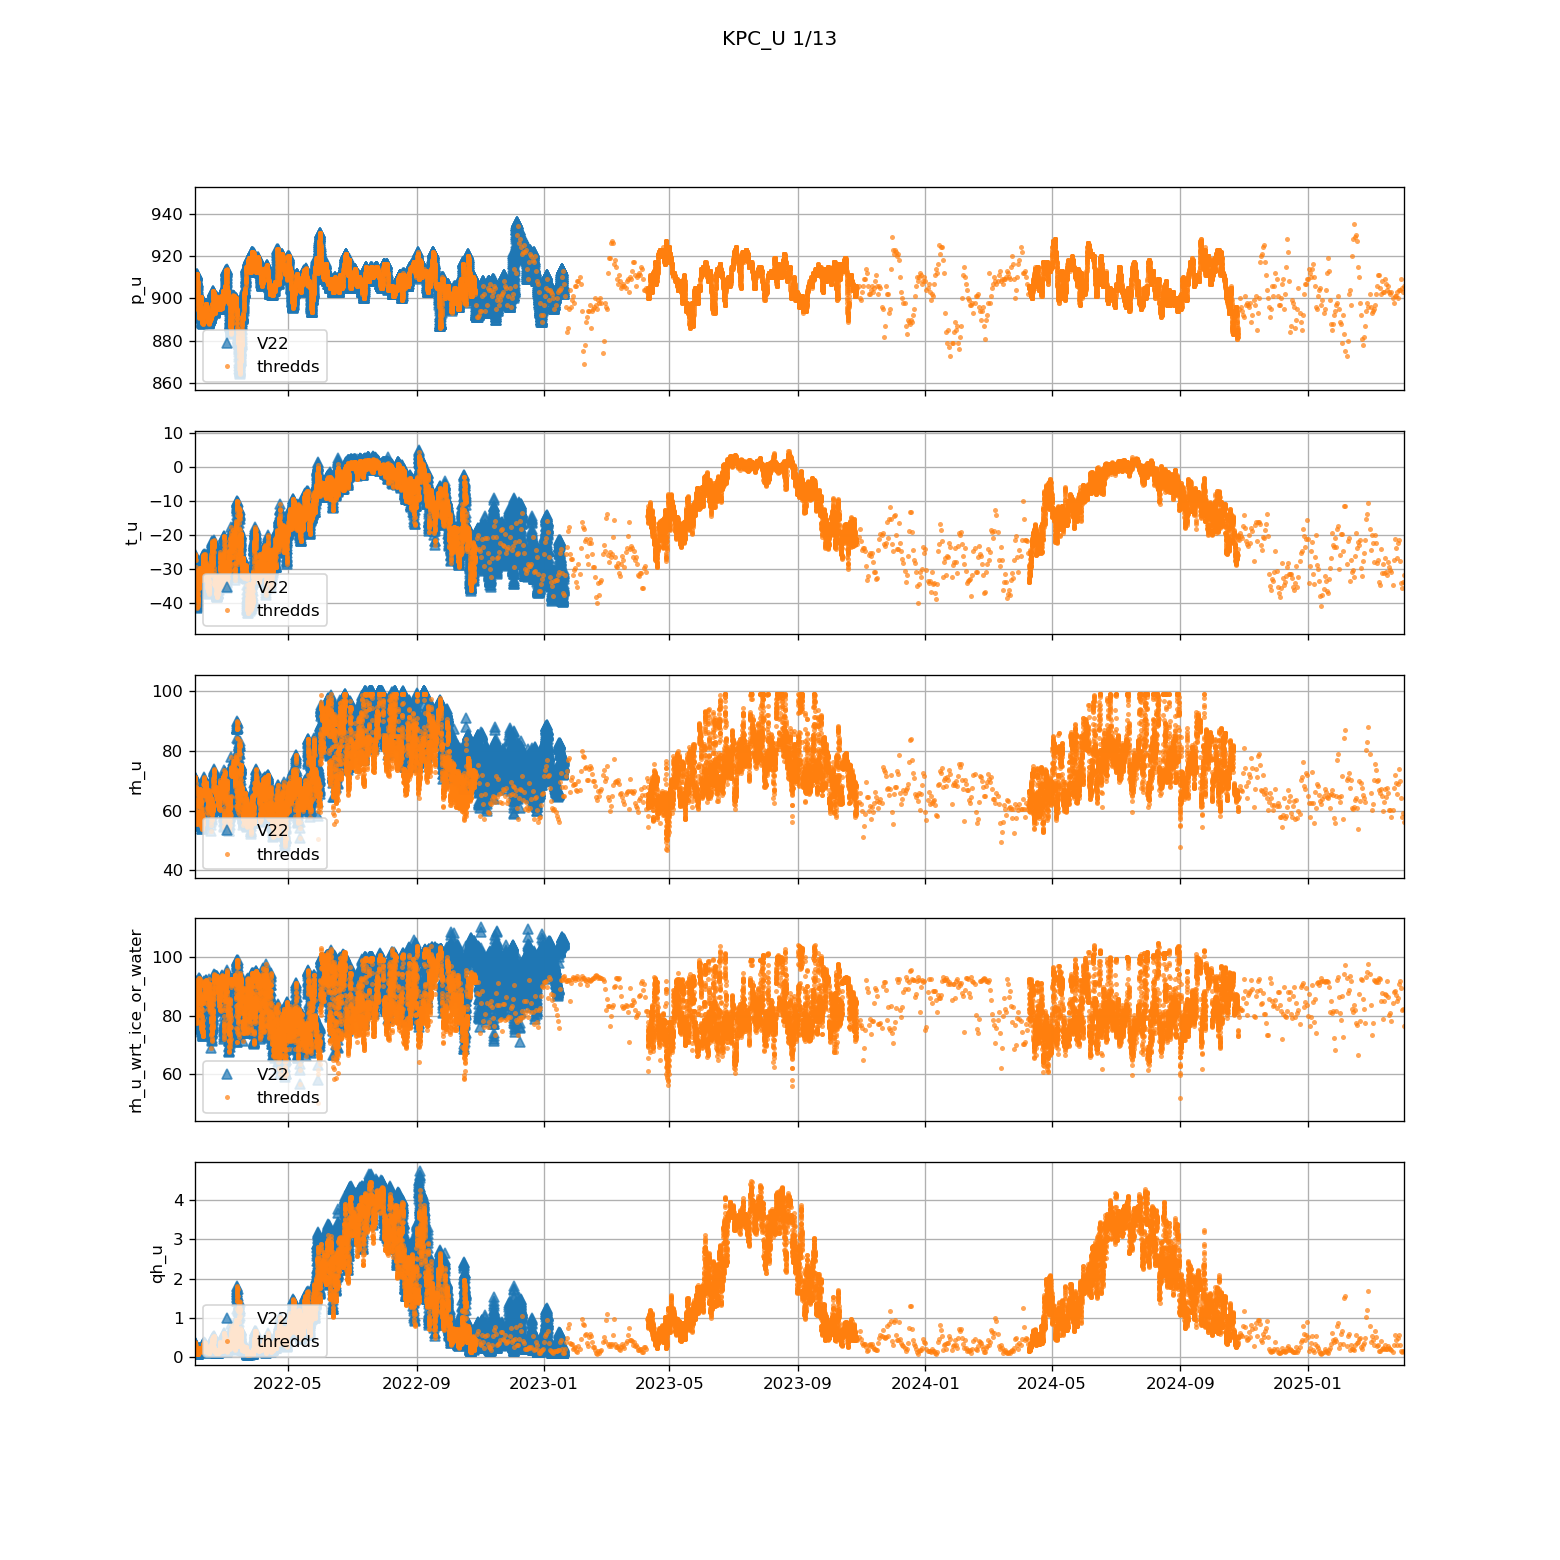 KPC_U 1/13
940
920
900
880
860
p_u
V22
thredds
10
0
−10
−20
−30
−40
t_u
V22
thredds
100
80
60
40
rh_u
V22
thredds
100
80
60
rh_u_wrt_ice_or_water
V22
thredds
4
3
2
1
0
qh_u
V22
thredds
2022-05 2022-09 2023-01 2023-05 2023-09 2024-01 2024-05 2024-09 2025-01